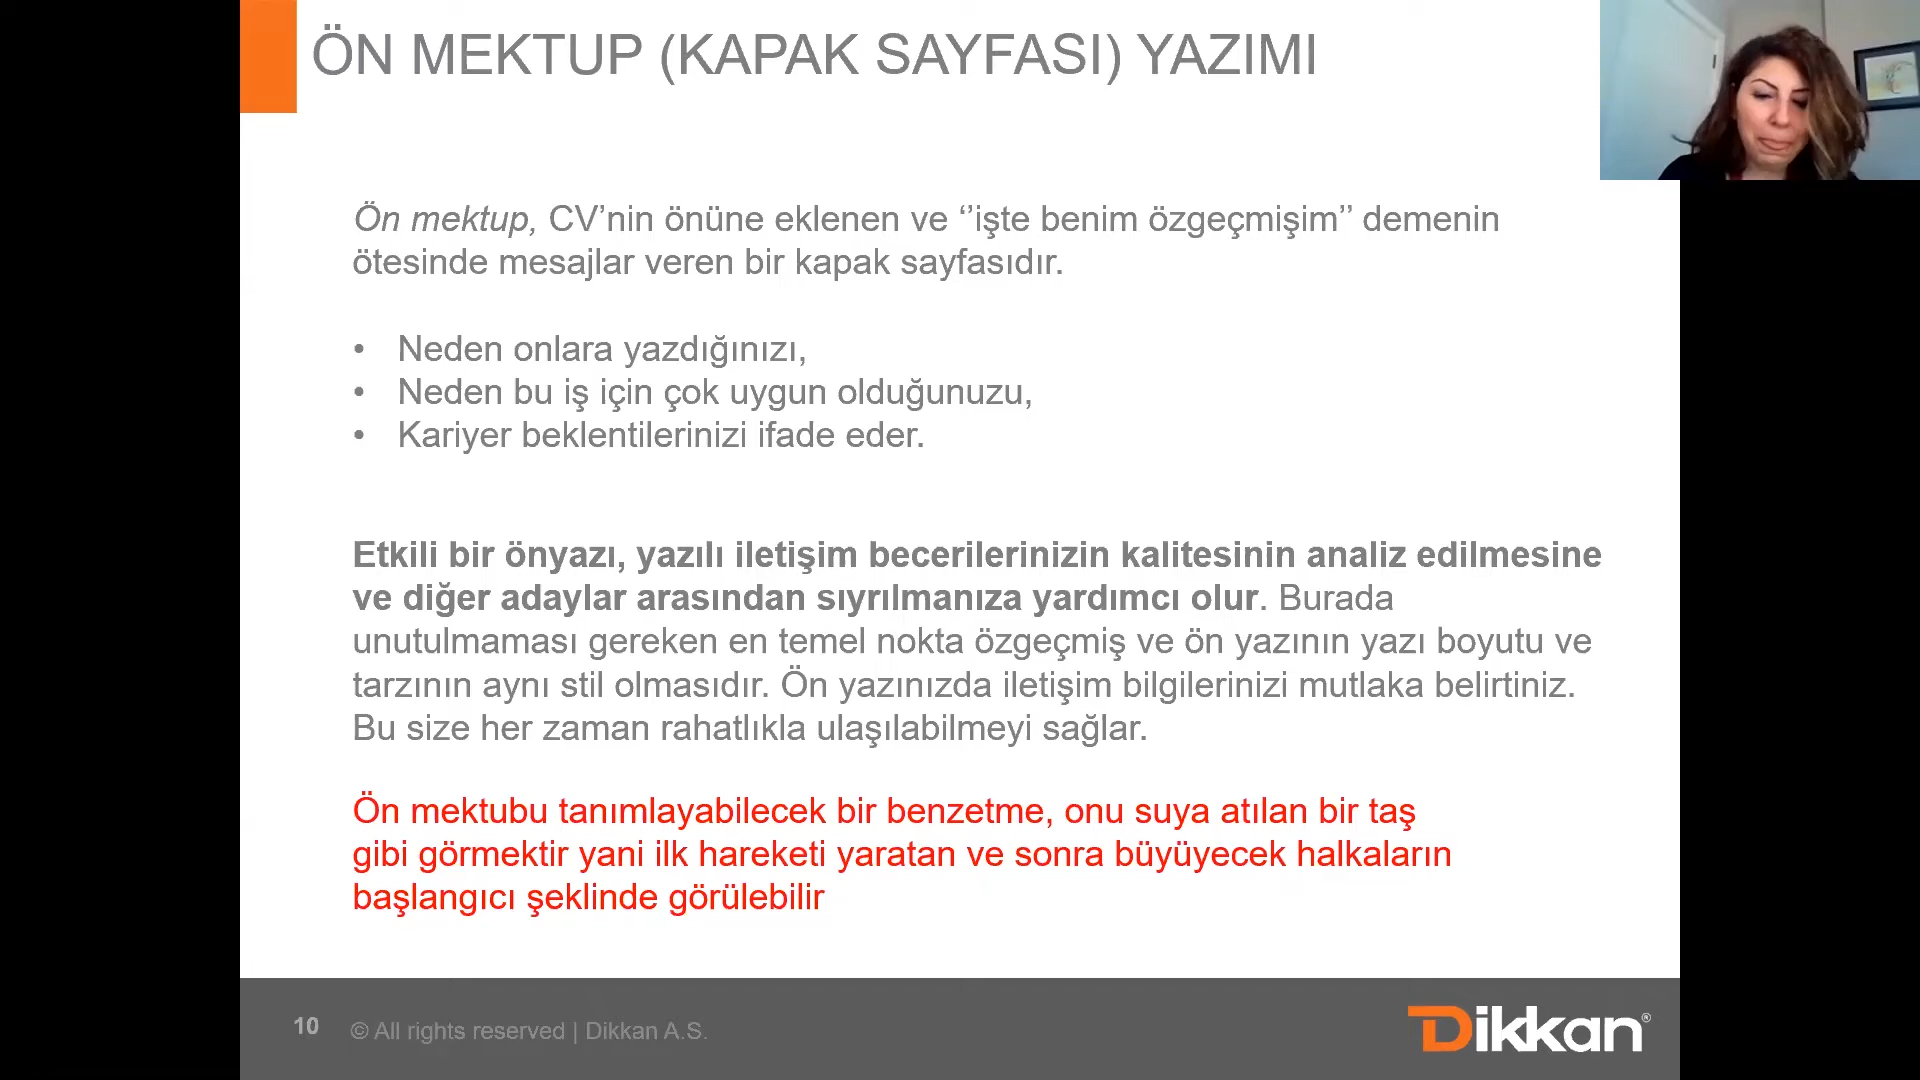 ÖN MEKTUP (KAPAK SAYFASI) YAZIMI
Ön mektup, CV’nin önüne eklenen ve ‘’işte benim özgeçmişim’’ demenin
ötesinde mesajlar veren bir kapak sayfasıdır.
• Neden onlara yazdığınızı,
• Neden bu iş için çok uygun olduğunuzu,
• Kariyer beklentilerinizi ifade eder.
Etkili bir önyazı, yazılı iletişim becerilerinizin kalitesinin analiz edilmesine
ve diğer adaylar arasından sıyrılmanıza yardımcı olur. Burada
unutulmaması gereken en temel nokta özgeçmiş ve ön yazının yazı boyutu ve
tarzının aynı stil olmasıdır. Ön yazınızda iletişim bilgilerinizi mutlaka belirtiniz.
Bu size her zaman rahatlıkla ulaşılabilmeyi sağlar.
Ön mektubu tanımlayabilecek bir benzetme, onu suya atılan bir taş
gibi görmektir yani ilk hareketi yaratan ve sonra büyüyecek halkaların
başlangıcı şeklinde görülebilir
10 © All rights reserved | Dikkan A.S.
Dikkan®